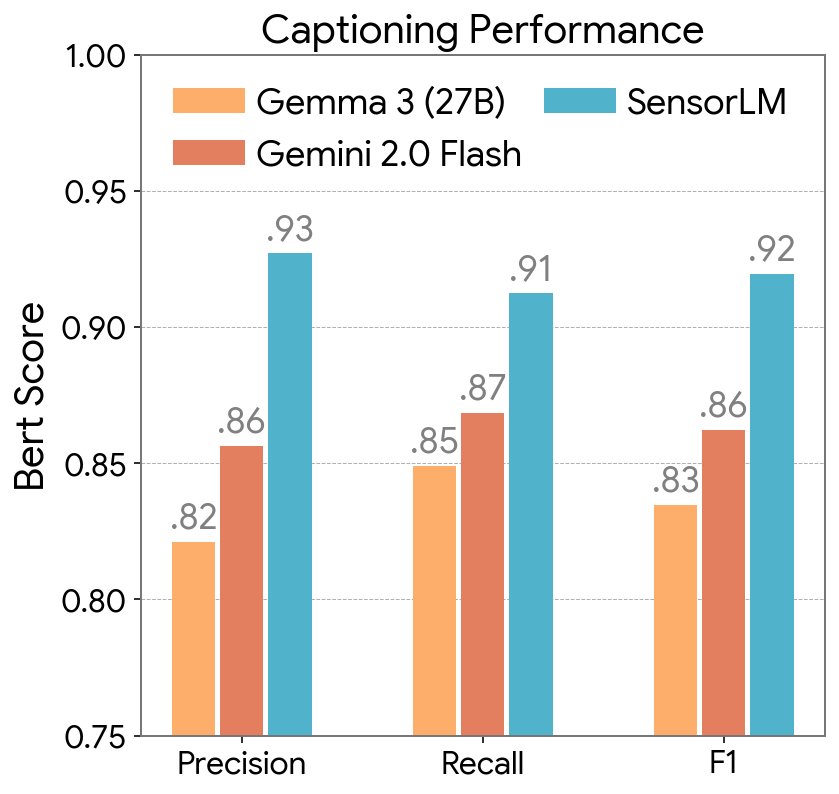 Captioning Performance
Gemma 3 (27B)
SensorLM
Gemini 2.0 Flash
Bert Score
1.00
0.95
0.90
0.85
0.80
0.75
.82
.86
.93
.85
.87
.91
.83
.86
.92
Precision
Recall
F1